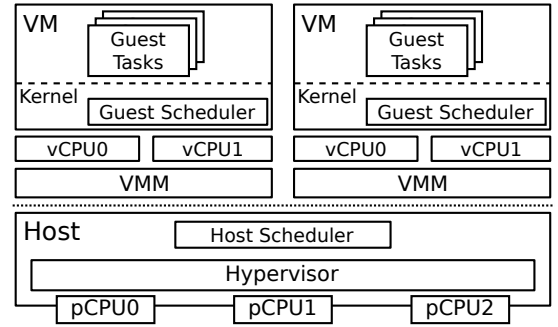 VM
Guest
Tasks
Kernel
Guest Scheduler
vCPU0
vCPU1
VMM
VM
Guest
Tasks
Kernel
Guest Scheduler
vCPU0
vCPU1
VMM
Host
Host Scheduler
Hypervisor
pCPU0
pCPU1
pCPU2